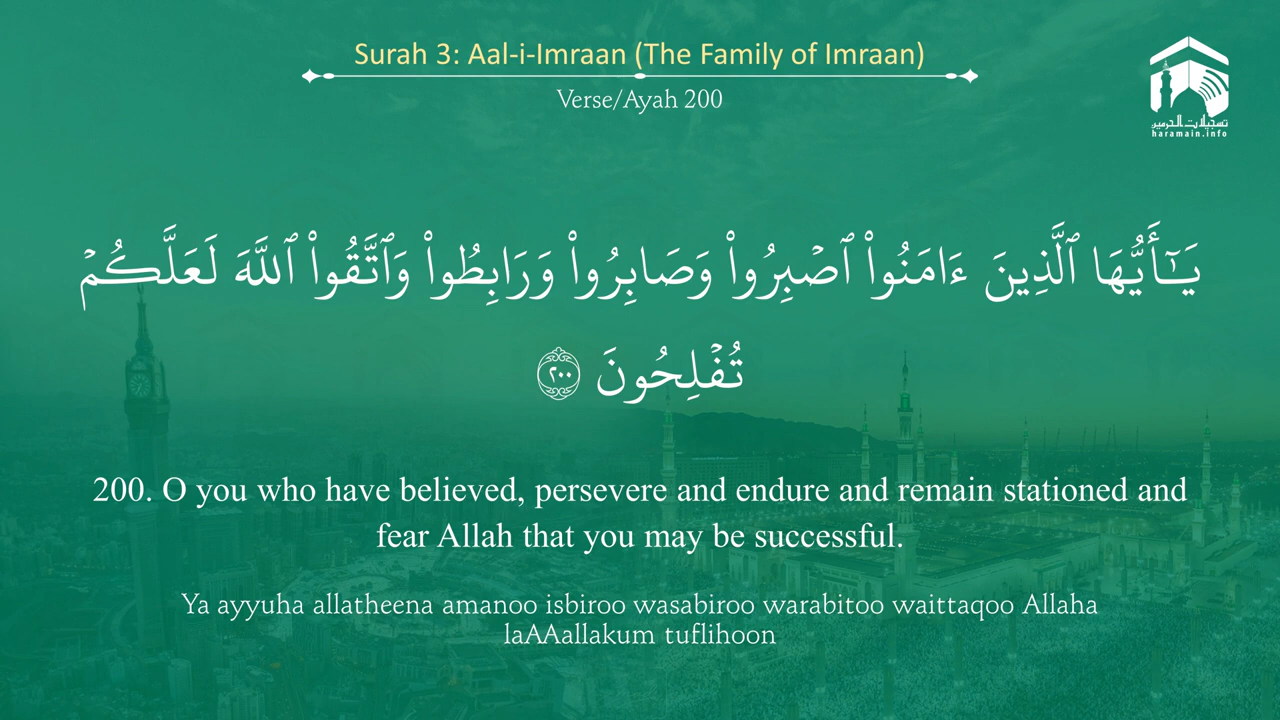 Surah 3: Aal-i-Imraan (The Family of Imraan)
Verse/Ayah 200
تسجيلات الحرمين
haramain.info
يَـٰٓأَيُّهَا ٱلَّذِينَ ءَامَنُوا۟ ٱصْبِرُوا۟ وَصَابِرُوا۟ وَرَابِطُوا۟ وَٱتَّقُوا۟ ٱللَّهَ لَعَلَّكُمْ
تُفْلِحُونَ ٢٠٠
200. O you who have believed, persevere and endure and remain stationed and
fear Allah that you may be successful.
Ya ayyuha allatheena amanoo isbiroo wasabiroo warabitoo waittaqoo Allaha
laAAallakum tuflihoon